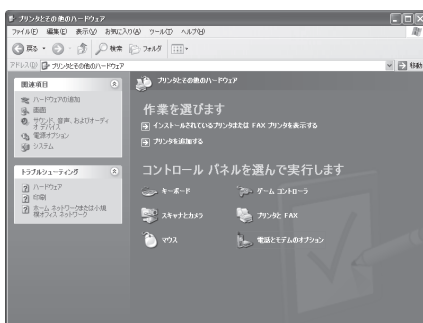 プリンタとその他のハードウェア
ファイル(F) 編集(E) 表示(V) お気に入り(A) ツール(T) ヘルプ(H)
戻る 検索 フォルダ
アドレス(D) プリンタとその他のハードウェア 移動
関連項目
ハードウェアの追加
画面
サウンド、音声、およびオーディオ デバイス
電源オプション
システム
トラブルシューティング
ハードウェア
印刷
ホーム ネットワークまたは小規模オフィス ネットワーク
プリンタとその他のハードウェア
作業を選びます
インストールされているプリンタまたは FAX プリンタを表示する
プリンタを追加する
コントロール パネルを選んで実行します
キーボード
ゲーム コントローラ
スキャナとカメラ
プリンタと FAX
マウス
電話とモデムのオプション